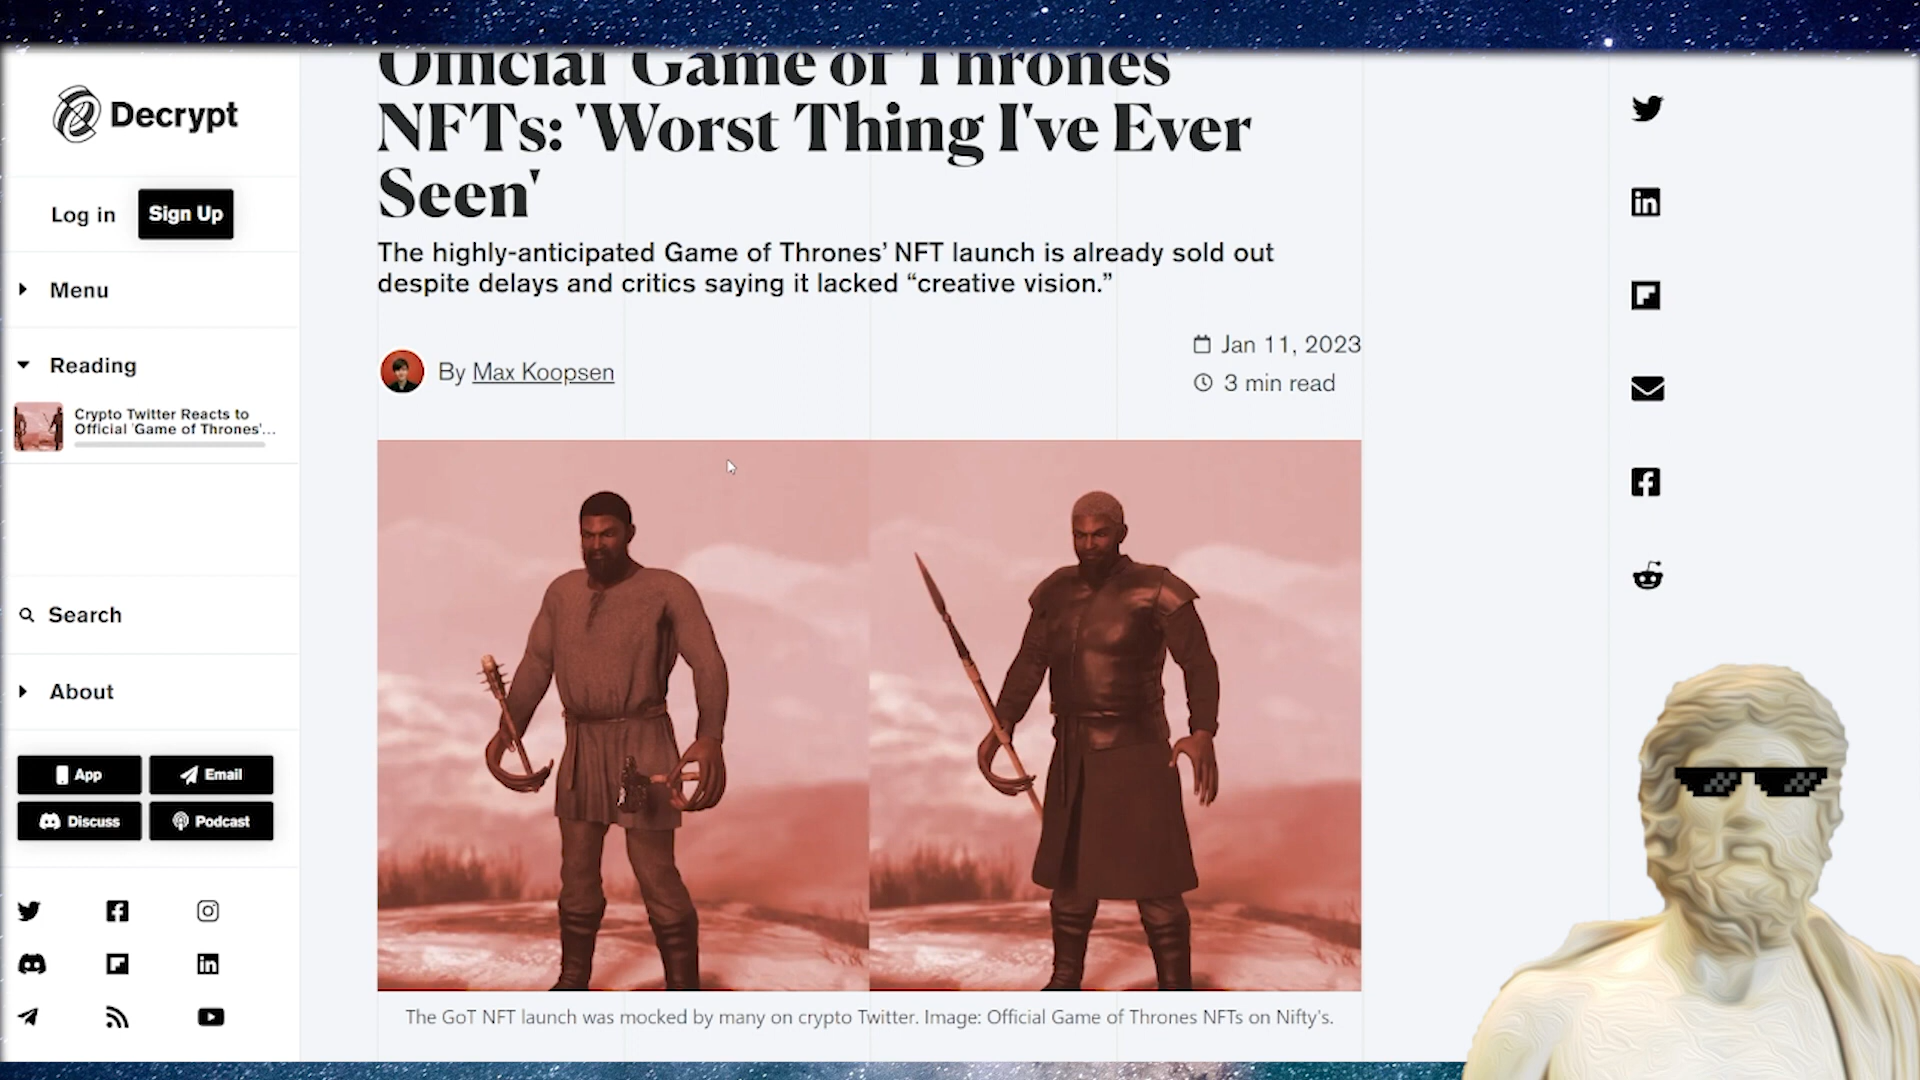 Decrypt
Log in
Sign Up
Menu
Reading
Crypto Twitter Reacts to
Official 'Game of Thrones'...
Search
About
App
Email
Discuss
Podcast
Official 'Game of Thrones'
NFTs: 'Worst Thing I've Ever
Seen'
The highly-anticipated Game of Thrones’ NFT launch is already sold out
despite delays and critics saying it lacked “creative vision.”
By Max Koopsen
Jan 11, 2023
3 min read
The GoT NFT launch was mocked by many on crypto Twitter. Image: Official Game of Thrones NFTs on Nifty's.